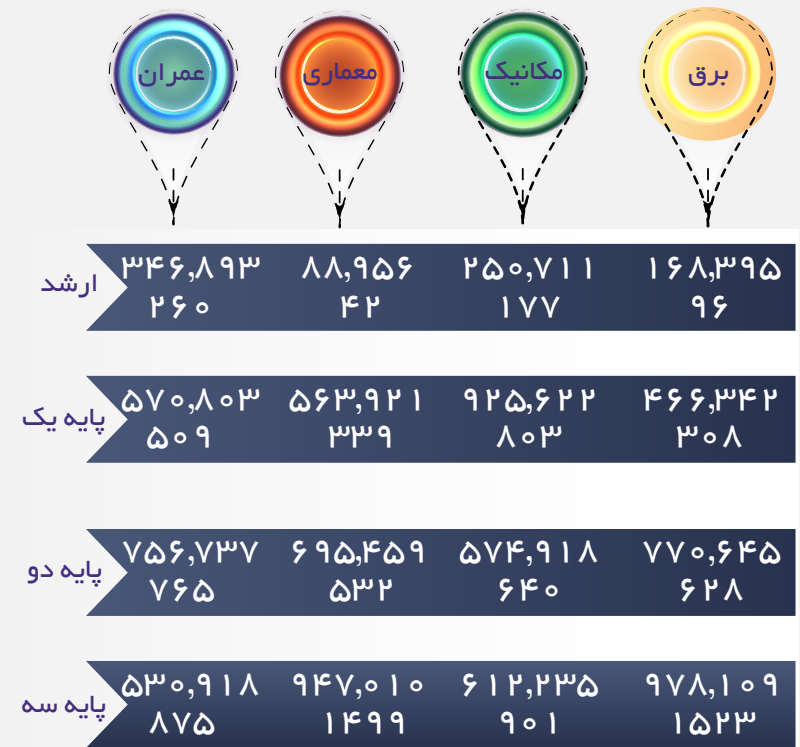 برق مکانیک معماری عمران
ارشد
۱۶۸,۳۹۵ ۲۵۰,۷۱۱ ۸۸,۹۵۶ ۳۴۶,۸۹۳
۹۶ ۱۷۷ ۴۲ ۲۶۰
پایه یک
۴۶۶,۳۴۲ ۹۲۵,۶۲۲ ۵۶۳,۹۲۱ ۵۷۰,۸۰۳
۳۰۸ ۸۰۳ ۳۳۹ ۵۰۹
پایه دو
۷۷۰,۶۴۵ ۵۷۴,۹۱۸ ۶۹۵,۴۵۹ ۷۵۶,۷۳۷
۶۲۸ ۶۴۰ ۵۳۲ ۷۶۵
پایه سه
۹۷۸,۱۰۹ ۶۱۲,۲۳۵ ۹۴۷,۰۱۰ ۵۳۰,۹۱۸
۱۵۲۳ ۹۰۱ ۱۴۹۹ ۸۷۵